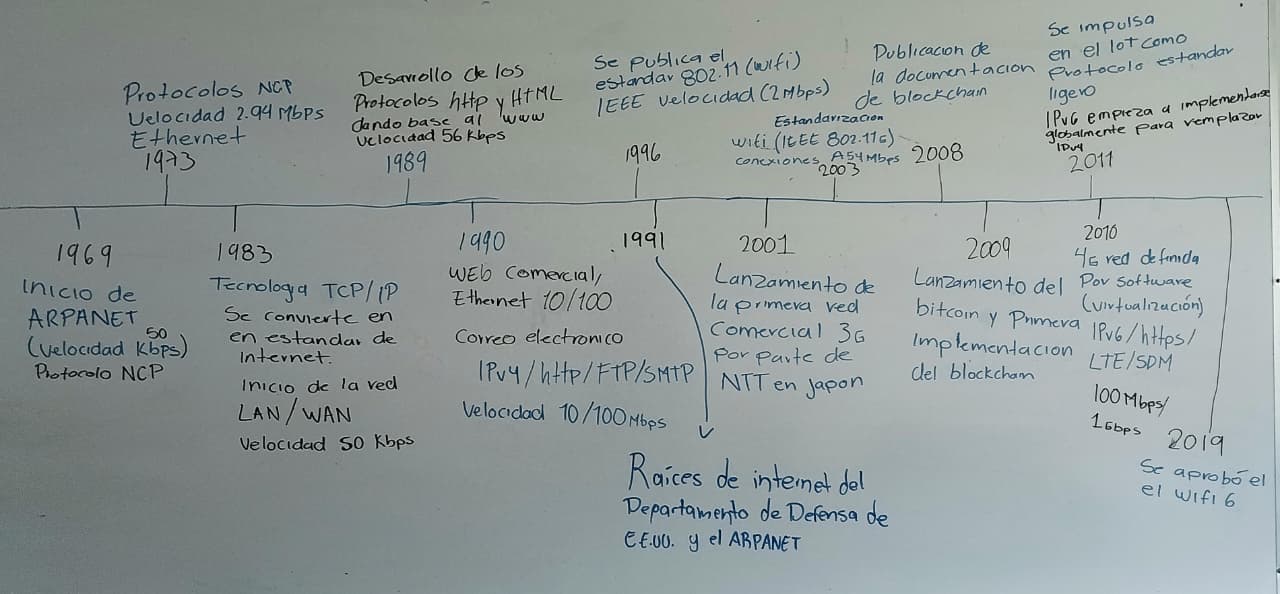 Protocolos NCP
Velocidad 2.94 Mbps
Ethernet
1973
Desarrollo de los
Protocolos http y HTML
dando base al www
Velocidad 56 Kbps
1989
Se publica el
estandar 802.11 (wifi)
IEEE velocidad (2 Mbps)
1996
Estandarizacion
wifi (IEEE 802.11G)
conexiones A 54 Mbps
2003
Publicacion de
la documentacion
de blockchain
2008
Se impulsa
en el IoT como
Protocolo estandar
ligero
IPv6 empieza a implementarse
globalmente para remplazar
IPv4
2011
1969
Inicio de
ARPANET
50
(Velocidad Kbps)
Protocolo NCP
1983
Tecnologia TCP/IP
Se convierte en
en estandar de
Internet.
Inicio de la red
LAN/WAN
Velocidad 50 Kbps
1990
WEB Comercial/
Ethernet 10/100
Correo electronico
IPv4/http/FTP/SMTP
Velocidad 10/100 Mbps
1991
Raíces de internet del
Departamento de Defensa de
EE.UU. y el ARPANET
2001
Lanzamiento de
la primera red
Comercial 3G
por parte de
NTT en Japon
2009
Lanzamiento del
bitcoin y Primera
Implementacion
del blockchain
2010
4G red definida
Por software
(virtualización)
IPv6/https/
LTE/SDM
100 Mbps/
1 Gbps
2019
Se aprobó el
el wifi 6